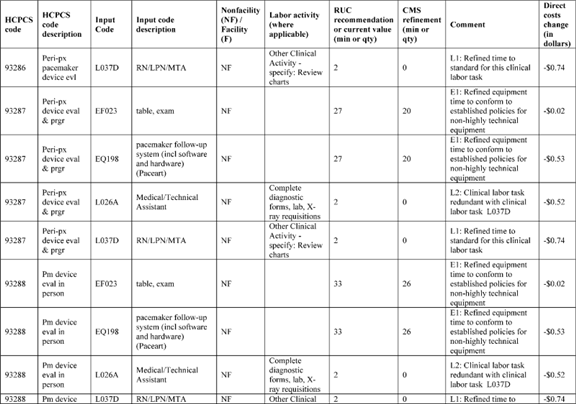 HCPCS code | HCPCS code description | Input Code | Input code description | Nonfacility (NF) / Facility (F) | Labor activity (where applicable) | RUC recommendation or current value (min or qty) | CMS refinement (min or qty) | Comment | Direct costs change (in dollars)
93286 | Peri-px pacemaker device evl | L037D | RN/LPN/MTA | NF | Other Clinical Activity - specify: Review charts | 2 | 0 | L1: Refined time to standard for this clinical labor task | -$0.74
93287 | Peri-px device eval & prgr | EF023 | table, exam | NF | | 27 | 20 | E1: Refined equipment time to conform to established policies for non-highly technical equipment | -$0.02
93287 | Peri-px device eval & prgr | EQ198 | pacemaker follow-up system (incl software and hardware) (Paceart) | NF | | 27 | 20 | E1: Refined equipment time to conform to established policies for non-highly technical equipment | -$0.53
93287 | Peri-px device eval & prgr | L026A | Medical/Technical Assistant | NF | Complete diagnostic forms, lab, X-ray requisitions | 2 | 0 | L2: Clinical labor task redundant with clinical labor task L037D | -$0.52
93287 | Peri-px device eval & prgr | L037D | RN/LPN/MTA | NF | Other Clinical Activity - specify: Review charts | 2 | 0 | L1: Refined time to standard for this clinical labor task | -$0.74
93288 | Pm device eval in person | EF023 | table, exam | NF | | 33 | 26 | E1: Refined equipment time to conform to established policies for non-highly technical equipment | -$0.02
93288 | Pm device eval in person | EQ198 | pacemaker follow-up system (incl software and hardware) (Paceart) | NF | | 33 | 26 | E1: Refined equipment time to conform to established policies for non-highly technical equipment | -$0.53
93288 | Pm device eval in person | L026A | Medical/Technical Assistant | NF | Complete diagnostic forms, lab, X-ray requisitions | 2 | 0 | L2: Clinical labor task redundant with clinical labor task L037D | -$0.52
93288 | Pm device | L037D | RN/LPN/MTA | NF | Other Clinical | 2 | 0 | L1: Refined time to | -$0.74